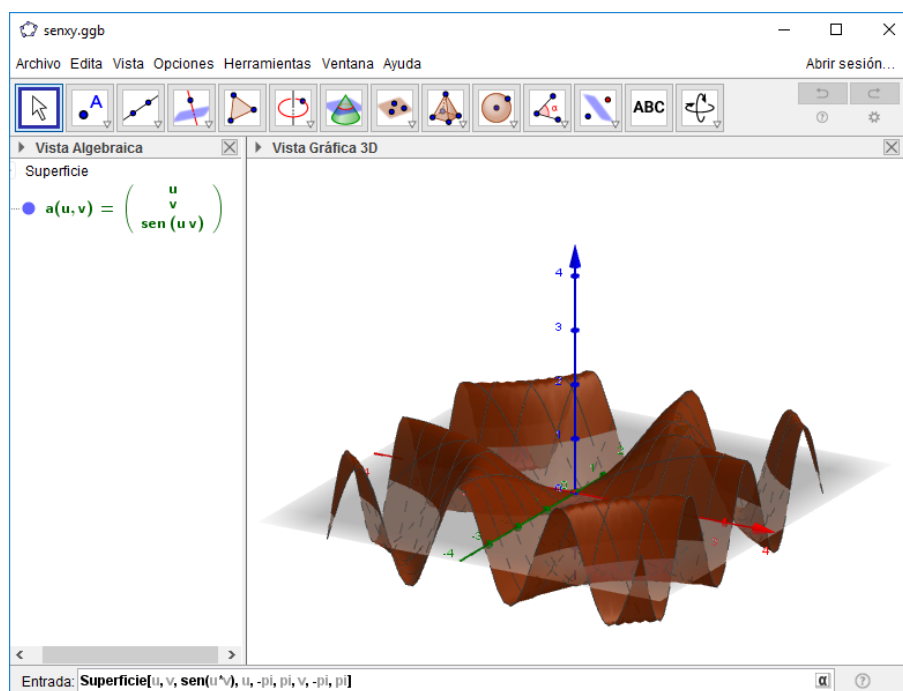 senxy.ggb
Archivo Edita Vista Opciones Herramientas Ventana Ayuda
Abrir sesión...
A
α
ABC
Vista Algebraica
Vista Gráfica 3D
Superficie
a(u, v) =
u
v
sen (u v)
4
3
2
1
0
-3
-4
4
Entrada: Superficie[u, v, sen(u*v), u, -pi, pi, v, -pi, pi]
α